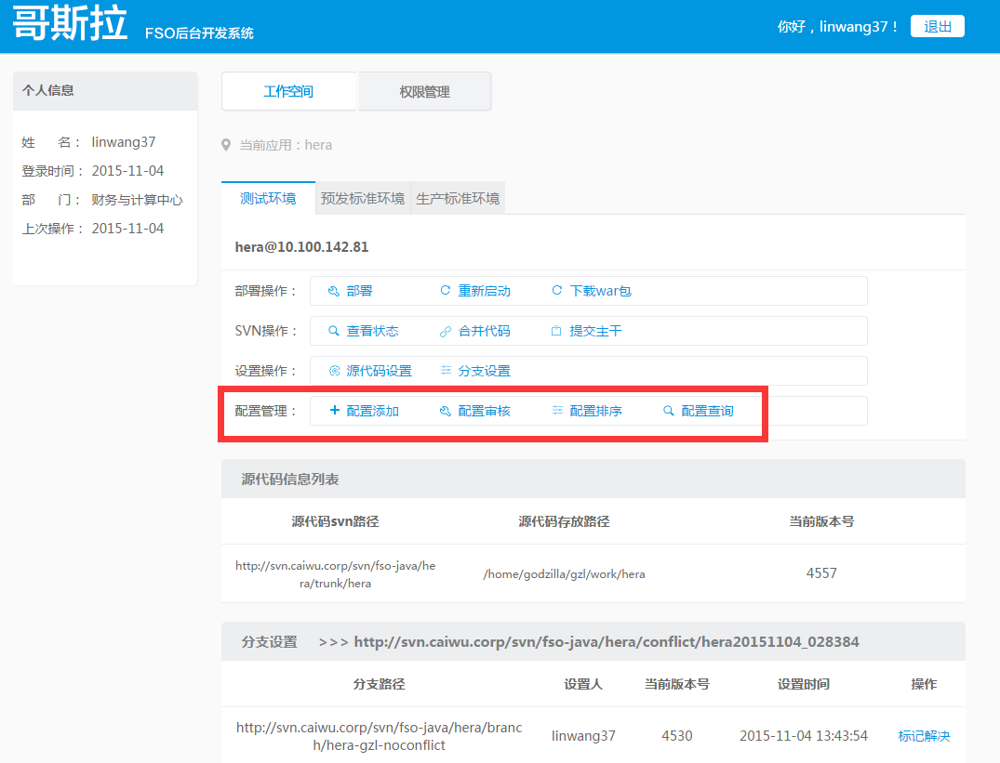 哥斯拉 FSO后台开发系统 你好，linwang37！ 退出
个人信息
姓 名： linwang37
登录时间： 2015-11-04
部 门： 财务与计算中心
上次操作： 2015-11-04
工作空间 权限管理
当前应用：hera
测试环境 预发标准环境 生产标准环境
hera@10.100.142.81
部署操作： 部署 重新启动 下载war包
SVN操作： 查看状态 合并代码 提交主干
设置操作： 源代码设置 分支设置
配置管理： 配置添加 配置审核 配置排序 配置查询
源代码信息列表
源代码svn路径 源代码存放路径 当前版本号
http://svn.caiwu.corp/svn/fso-java/he
ra/trunk/hera /home/godzilla/gzl/work/hera 4557
分支设置 >>> http://svn.caiwu.corp/svn/fso-java/hera/conflict/hera20151104_028384
分支路径 设置人 当前版本号 设置时间 操作
http://svn.caiwu.corp/svn/fso-java/hera/branc
h/hera-gzl-noconflict linwang37 4530 2015-11-04 13:43:54 标记解决